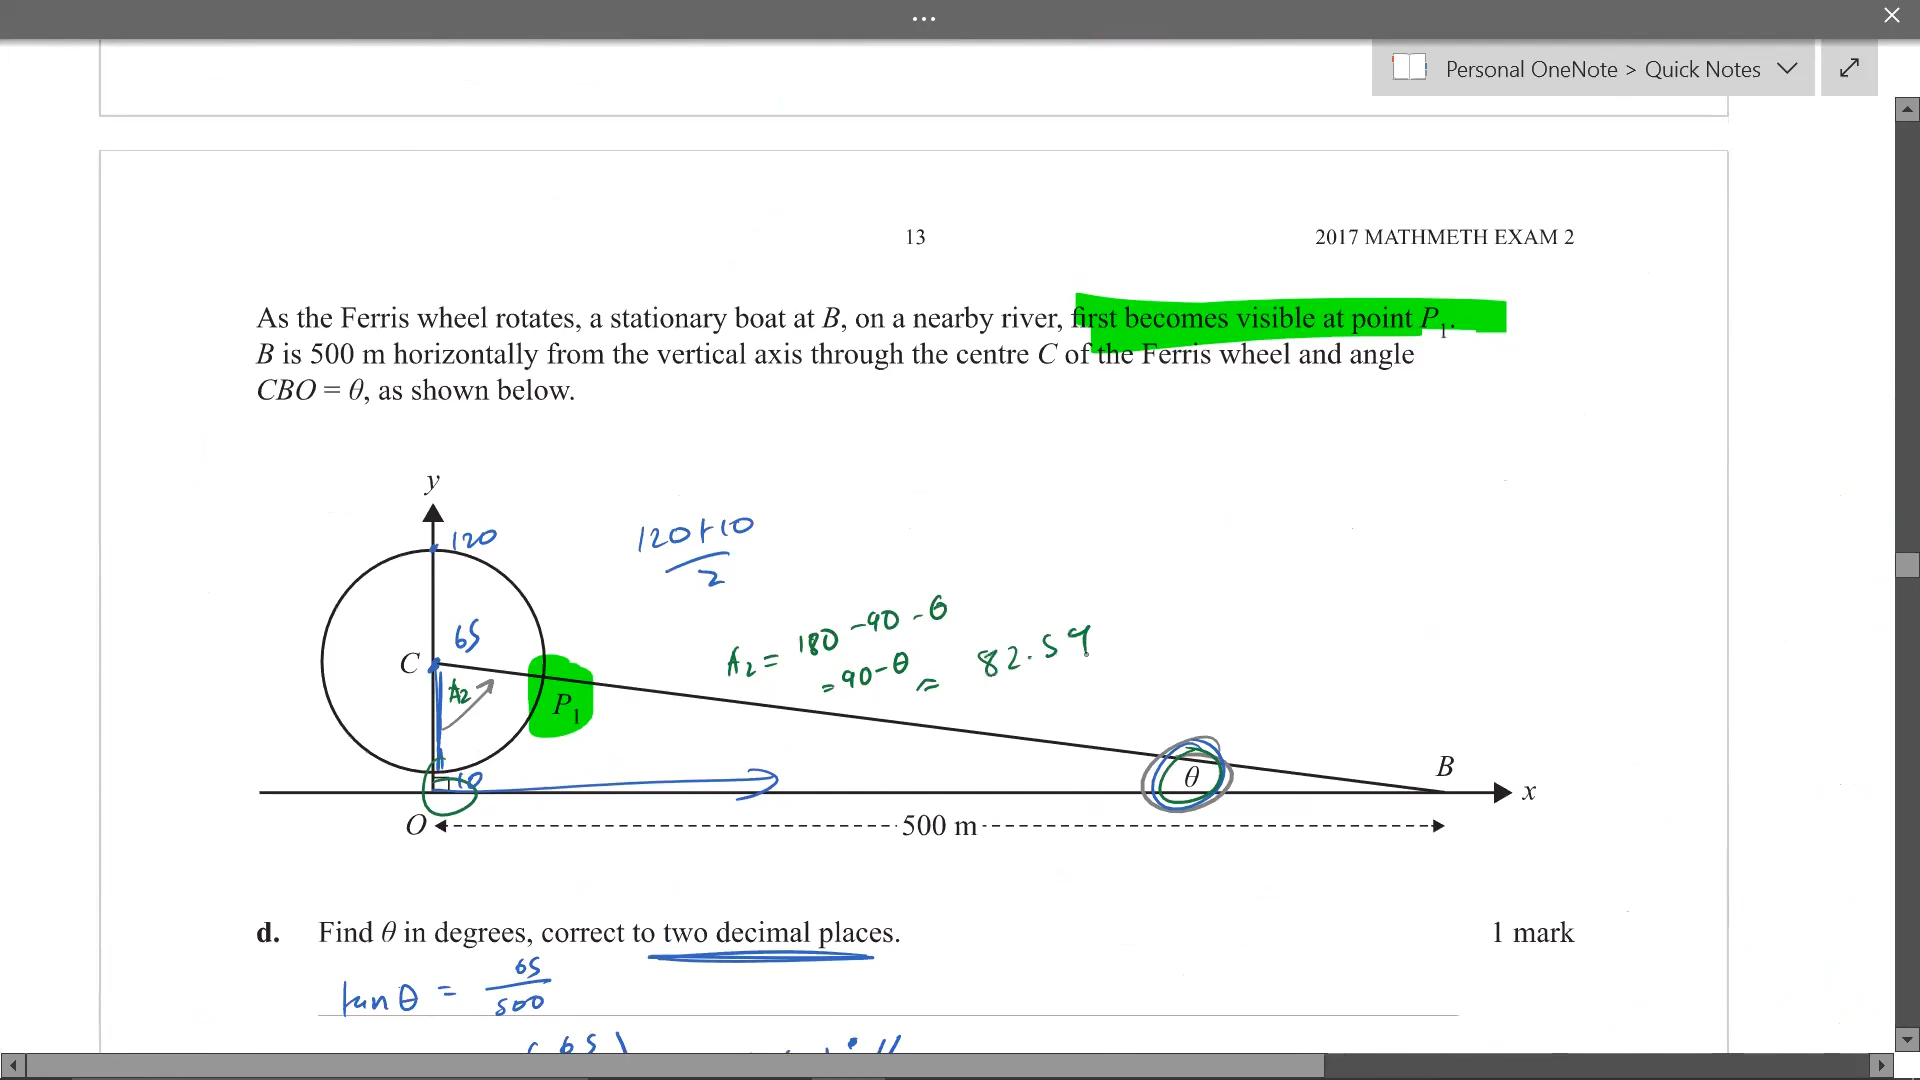 ...
Personal OneNote > Quick Notes
13
2017 MATHMETH EXAM 2
As the Ferris wheel rotates, a stationary boat at B, on a nearby river, first becomes visible at point P₁.
B is 500 m horizontally from the vertical axis through the centre C of the Ferris wheel and angle
CBO = θ, as shown below.
y
120
120+10
2
65
C
A₂
P₁
A₂ = 180 - 90 - θ
= 90 - θ ≈ 82.59
10
θ
B
x
O
500 m
d. Find θ in degrees, correct to two decimal places.
1 mark
tan θ = 65/500
65